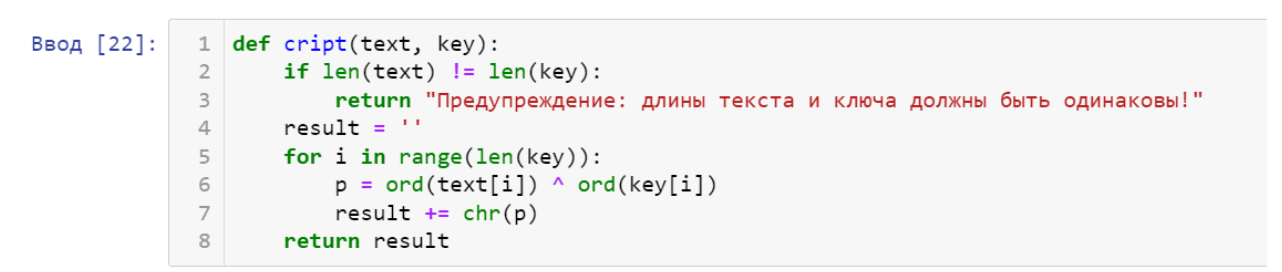 Ввод [22]:
1 def cript(text, key):
2     if len(text) != len(key):
3         return "Предупреждение: длины текста и ключа должны быть одинаковы!"
4     result = ''
5     for i in range(len(key)):
6         p = ord(text[i]) ^ ord(key[i])
7         result += chr(p)
8     return result